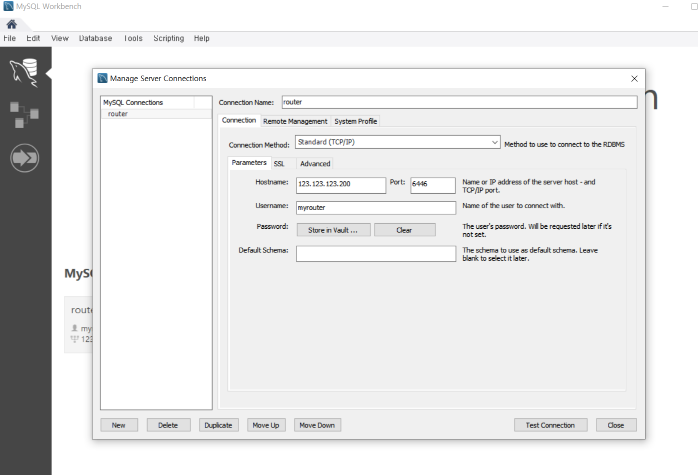 MySQL Workbench
File Edit View Database Tools Scripting Help
Manage Server Connections
MySQL Connections
router
Connection Name: router
Connection Remote Management System Profile
Connection Method: Standard (TCP/IP) Method to use to connect to the RDBMS
Parameters SSL Advanced
Hostname: 123.123.123.200 Port: 6446 Name or IP address of the server host - and
TCP/IP port.
Username: myrouter Name of the user to connect with.
Password: Store in Vault ... Clear The user's password. Will be requested later if it's
not set.
Default Schema: The schema to use as default schema. Leave
blank to select it later.
MySQ
route
my
123
New Delete Duplicate Move Up Move Down Test Connection Close